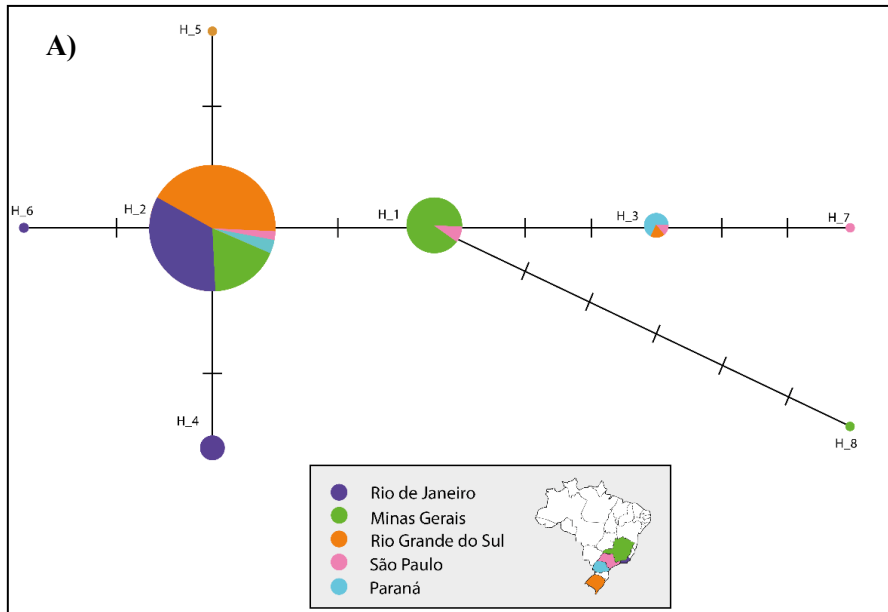 A)
H_5
H_6
H_2
H_1
H_3
H_7
H_4
H_8
Rio de Janeiro
Minas Gerais
Rio Grande do Sul
São Paulo
Paraná